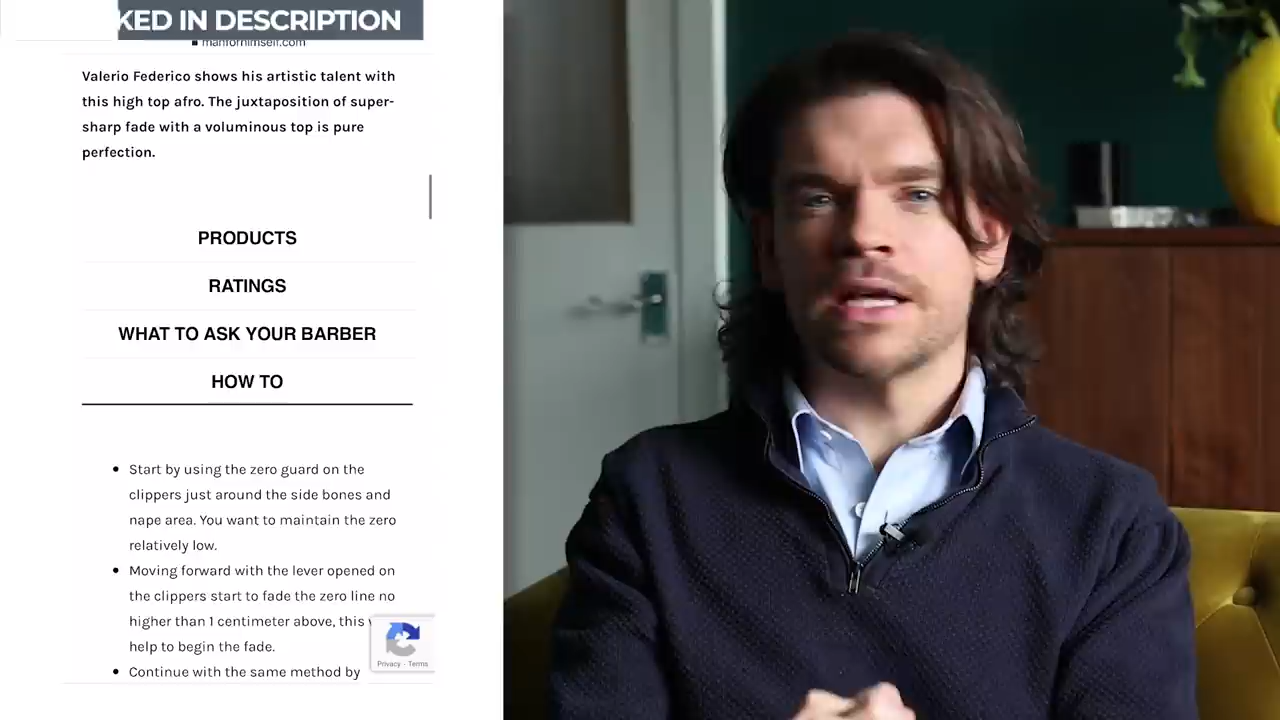 KED IN DESCRIPTION
manforhimself.com
Valerio Federico shows his artistic talent with
this high top afro. The juxtaposition of super-
sharp fade with a voluminous top is pure
perfection.
PRODUCTS
RATINGS
WHAT TO ASK YOUR BARBER
HOW TO
Start by using the zero guard on the
clippers just around the side bones and
nape area. You want to maintain the zero
relatively low.
Moving forward with the lever opened on
the clippers start to fade the zero line no
higher than 1 centimeter above, this
help to begin the fade.
Privacy - Terms
Continue with the same method by